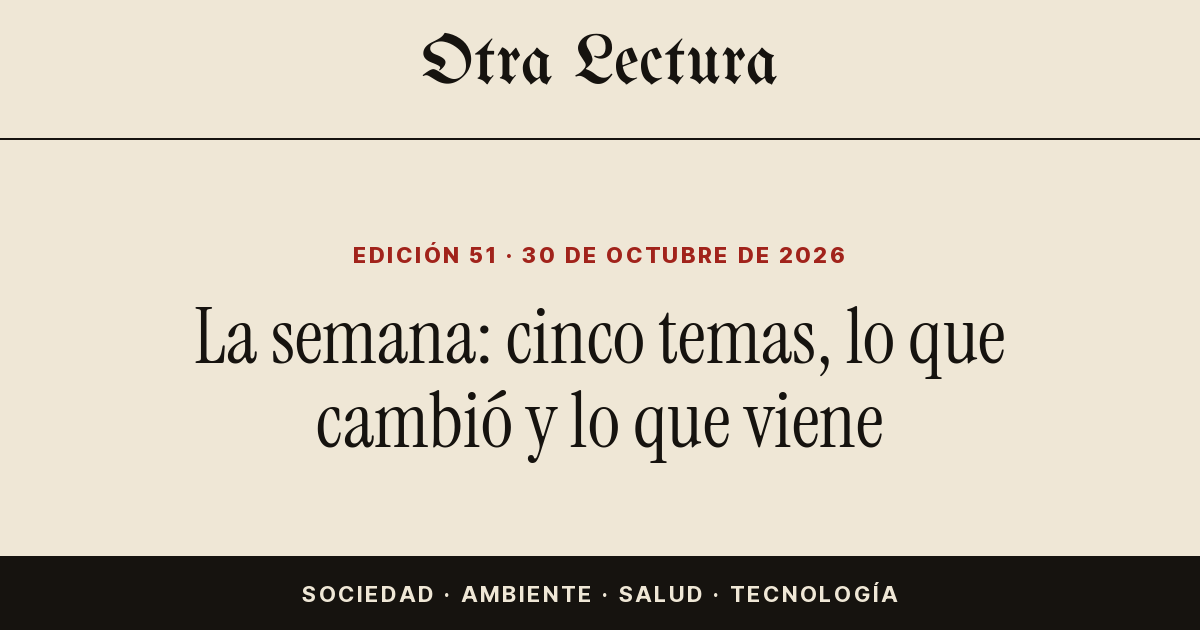 Otra Lectura
EDICIÓN 51 · 30 DE OCTUBRE DE 2026
La semana: cinco temas, lo que
cambió y lo que viene
SOCIEDAD · AMBIENTE · SALUD · TECNOLOGÍA